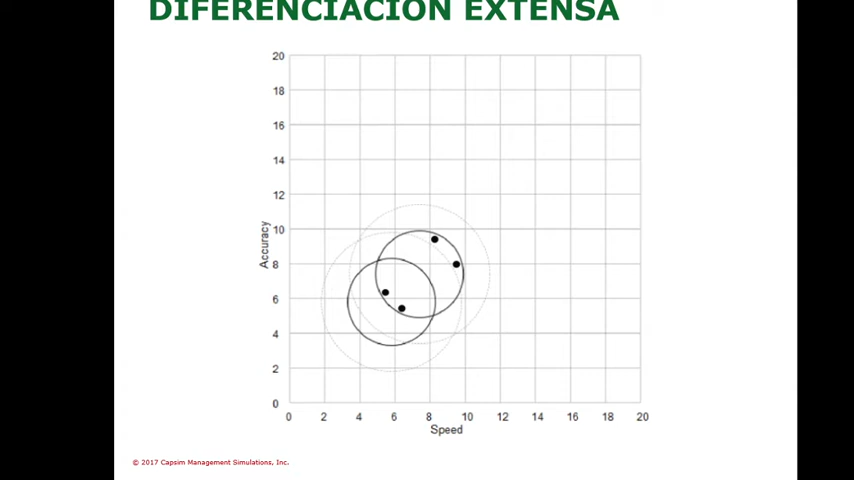 DIFERENCIACIÓN EXTENSA
20
18
16
14
12
10
8
6
4
2
0
Accuracy
0 2 4 6 8 10 12 14 16 18 20
Speed
© 2017 Capsim Management Simulations, Inc.